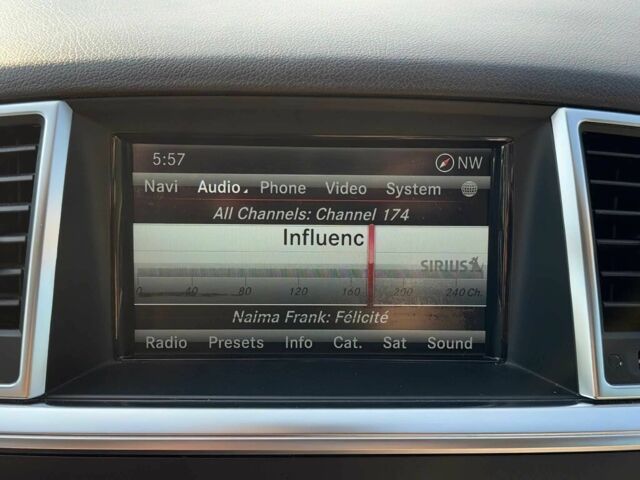 5:57 NW
Navi Audio Phone Video System
All Channels: Channel 174
Influenc
SIRIUS
0 40 80 120 160 200 240 Ch.
Naima Frank: Félicité
Radio Presets Info Cat. Sat Sound